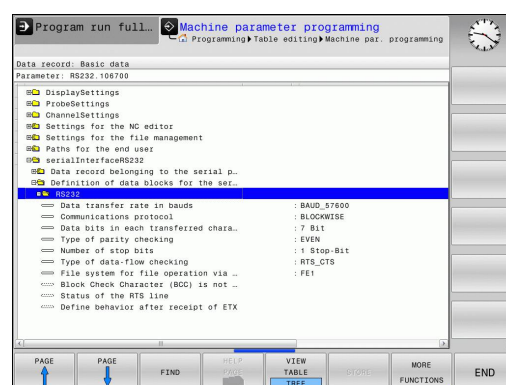 Program run full...
Machine parameter programming
Programming Table editing Machine par. programming
Data record: Basic data
Parameter: RS232.106700
DisplaySettings
ProbeSettings
ChannelSettings
Settings for the NC editor
Settings for the file management
Paths for the end user
serialInterfaceRS232
Data record belonging to the serial p…
Definition of data blocks for the ser…
RS232
Data transfer rate in bauds : BAUD_57600
Communications protocol : BLOCKWISE
Data bits in each transferred chara… : 7 Bit
Type of parity checking : EVEN
Number of stop bits : 1 Stop-Bit
Type of data-flow checking : RTS_CTS
File system for file operation via … : FE1
Block Check Character (BCC) is not …
Status of the RTS line
Define behavior after receipt of ETX
PAGE
PAGE
FIND
HELP
PAGE
VIEW
TABLE
TREE
STORE
MORE
FUNCTIONS
END